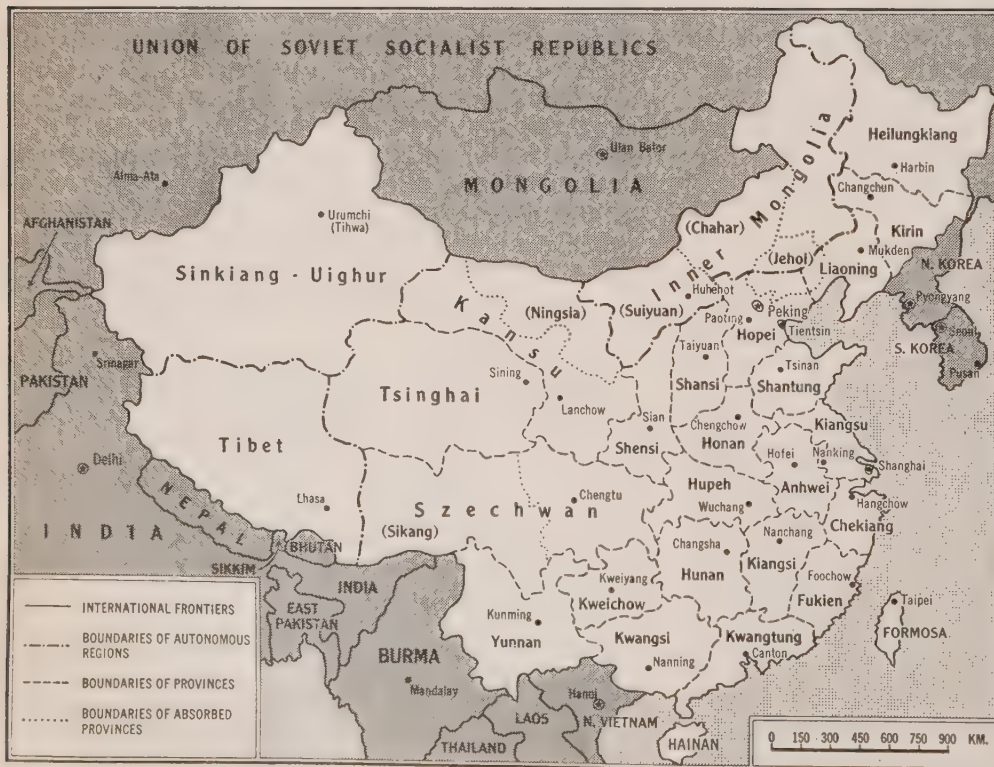 UNION OF SOVIET SOCIALIST REPUBLICS
Alma-Ata
AFGHANISTAN
Urumchi
(Tihwa)
Ulan Bator
MONGOLIA
Heilungkiang
Harbin
Changchun
Kirin
Mukden
Liaoning
N. KOREA
Pyongyang
Seoul
S. KOREA
Pusan
Inner Mongolia
(Chahar)
(Jehol)
Huhehot
(Suiyuan)
Sinkiang - Uighur
Kansu
(Ningsia)
Peking
Paoting
Hopei
Tientsin
Taiyuan
Shansi
Tsinan
Shantung
PAKISTAN
Srinagar
Tsinghai
Sining
Lanchow
Sian
Shensi
Chengchow
Honan
Kiangsu
Hofei
Nanking
Shanghai
Anhwei
Hangchow
Chekiang
Tibet
Lhasa
Delhi
INDIA
NEPAL
SIKKIM
BHUTAN
INDIA
EAST
PAKISTAN
Szechwan
Chengtu
(Sikang)
Hupeh
Wuchang
Changsha
Hunan
Nanchang
Kiangsi
Foochow
Fukien
Taipei
FORMOSA
Kweiyang
Kweichow
Kunming
Yunnan
Kwangsi
Nanning
Kwangtung
Canton
BURMA
Mandalay
Hanoi
N. VIETNAM
LAOS
THAILAND
HAINAN
INTERNATIONAL FRONTIERS
BOUNDARIES OF AUTONOMOUS
REGIONS
BOUNDARIES OF PROVINCES
BOUNDARIES OF ABSORBED
PROVINCES
0 150 300 450 600 750 900 KM.